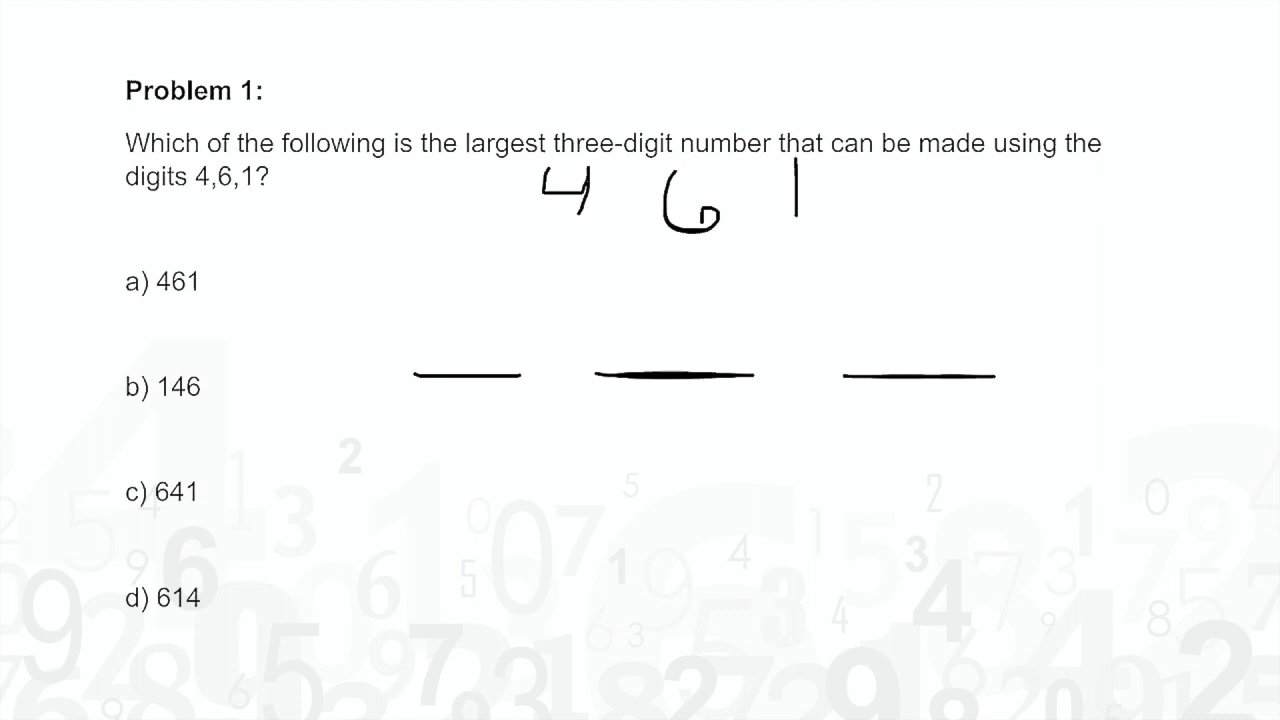 Problem 1:
Which of the following is the largest three-digit number that can be made using the
digits 4,6,1?
4 6 1
a) 461
b) 146
c) 641
d) 614